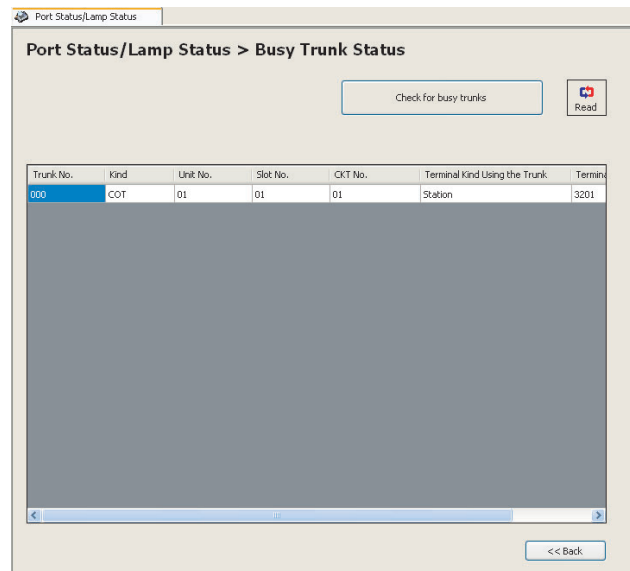 Port Status/Lamp Status
Port Status/Lamp Status > Busy Trunk Status
Check for busy trunks
Read
Trunk No. Kind Unit No. Slot No. CKT No. Terminal Kind Using the Trunk Termina
000 COT 01 01 01 Station 3201
<< Back